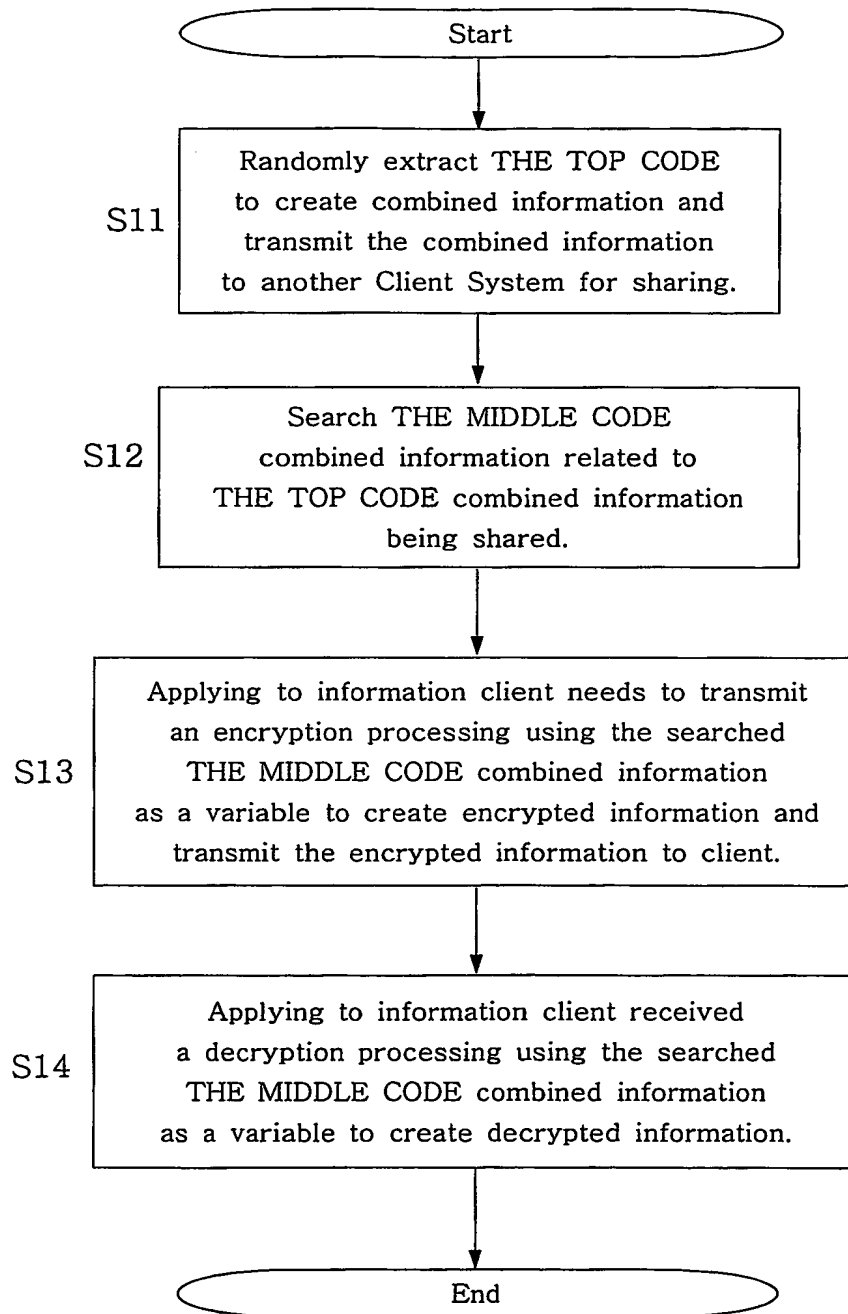 Start
S11
Randomly extract THE TOP CODE
to create combined information and
transmit the combined information
to another Client System for sharing.
S12
Search THE MIDDLE CODE
combined information related to
THE TOP CODE combined information
being shared.
S13
Applying to information client needs to transmit
an encryption processing using the searched
THE MIDDLE CODE combined information
as a variable to create encrypted information and
transmit the encrypted information to client.
S14
Applying to information client received
a decryption processing using the searched
THE MIDDLE CODE combined information
as a variable to create decrypted information.
End